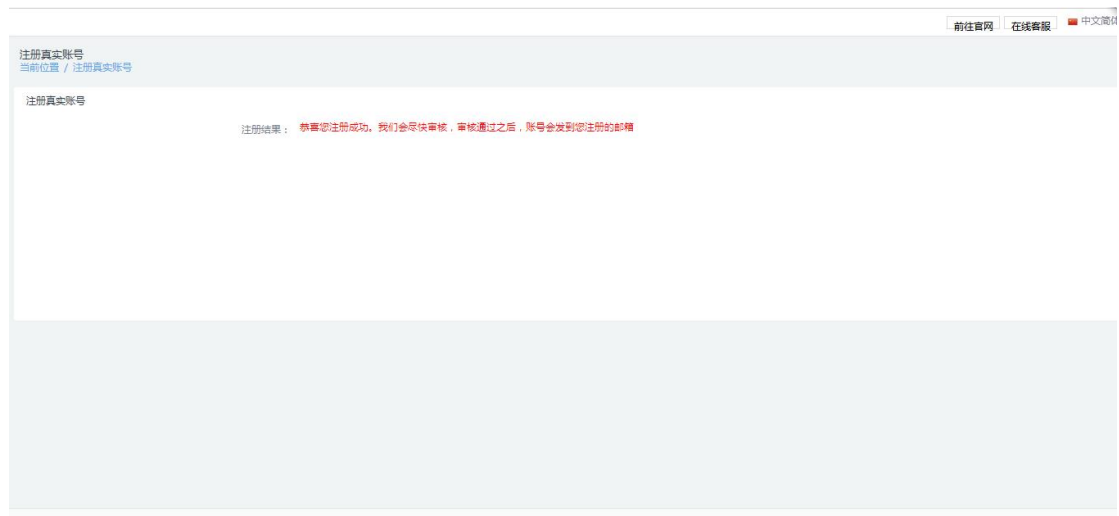 前往官网 在线客服 中文简体
注册真实账号
当前位置 / 注册真实账号
注册真实账号
注册结果： 恭喜您注册成功。我们会尽快审核，审核通过之后，账号会发到您注册的邮箱